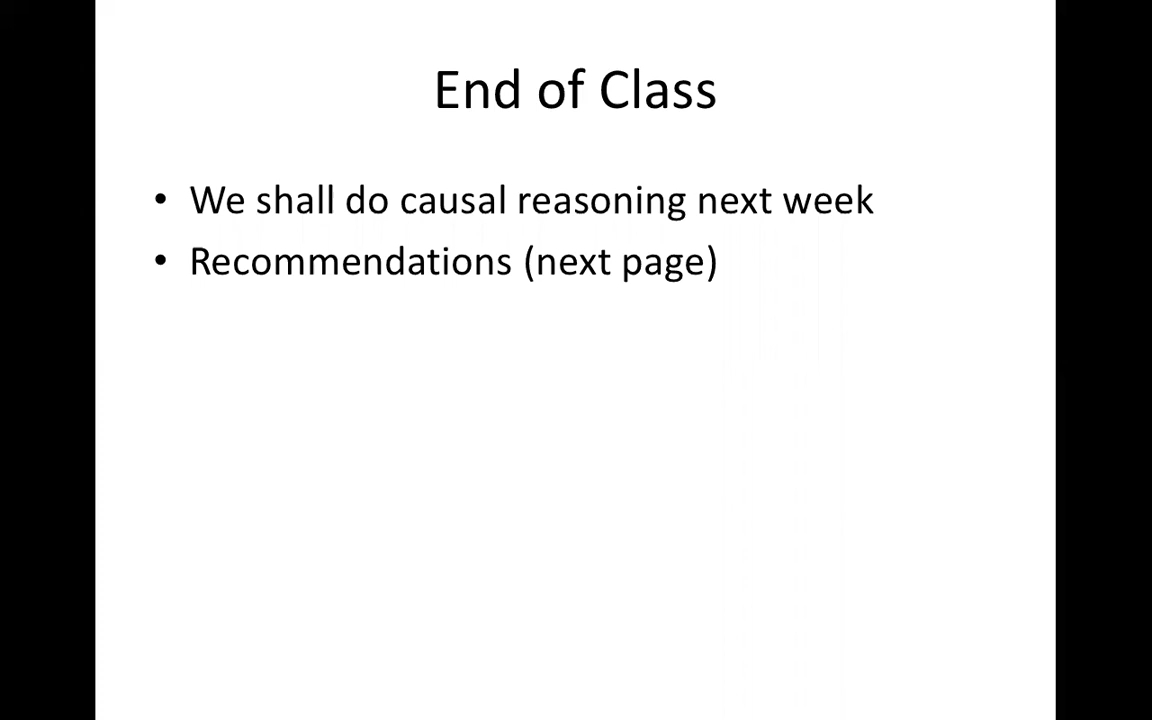 End of Class
• We shall do causal reasoning next week
• Recommendations (next page)